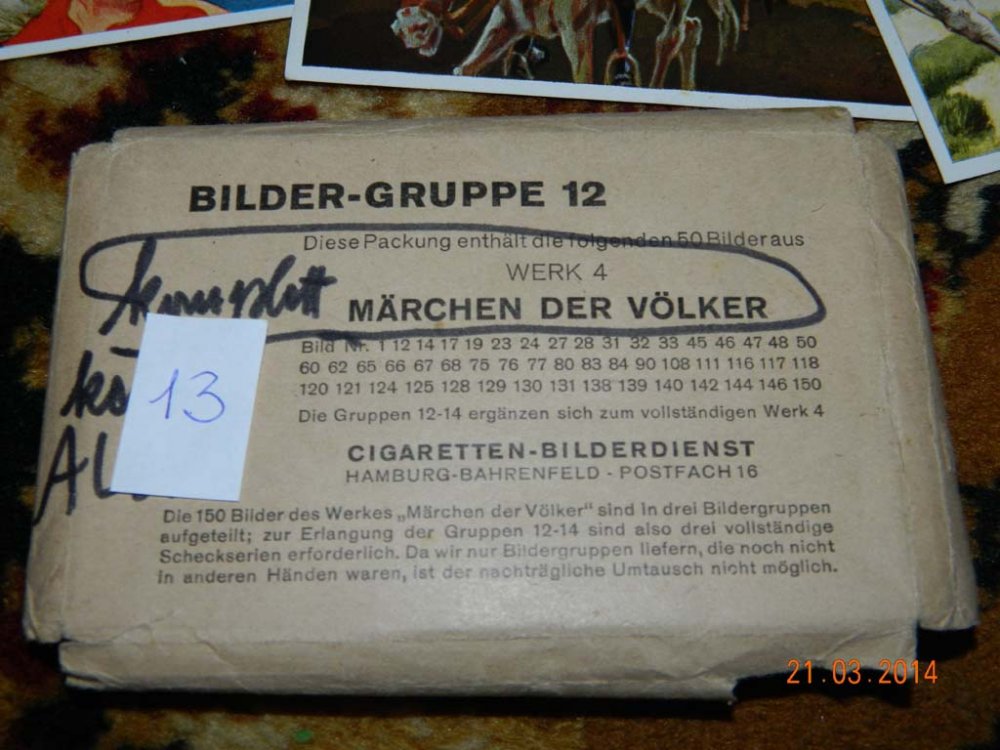 BILDER-GRUPPE 12
Diese Packung enthält die folgenden 50 Bilder aus
WERK 4
komplett
MÄRCHEN DER VÖLKER
Bild Nr. 1 12 14 17 19 23 24 27 28 31 32 33 45 46 47 48 50
60 62 65 66 67 68 75 76 77 80 83 84 90 108 111 116 117 118
120 121 124 125 128 129 130 131 138 139 140 142 144 146 150
13
Die Gruppen 12-14 ergänzen sich zum vollständigen Werk 4
CIGARETTEN-BILDERDIENST
HAMBURG-BAHRENFELD - POSTFACH 16
Die 150 Bilder des Werkes „Märchen der Völker" sind in drei Bildergruppen
aufgeteilt; zur Erlangung der Gruppen 12-14 sind also drei vollständige
Scheckserien erforderlich. Da wir nur Bildergruppen liefern, die noch nicht
in anderen Händen waren, ist der nachträgliche Umtausch nicht möglich.
21.03.2014